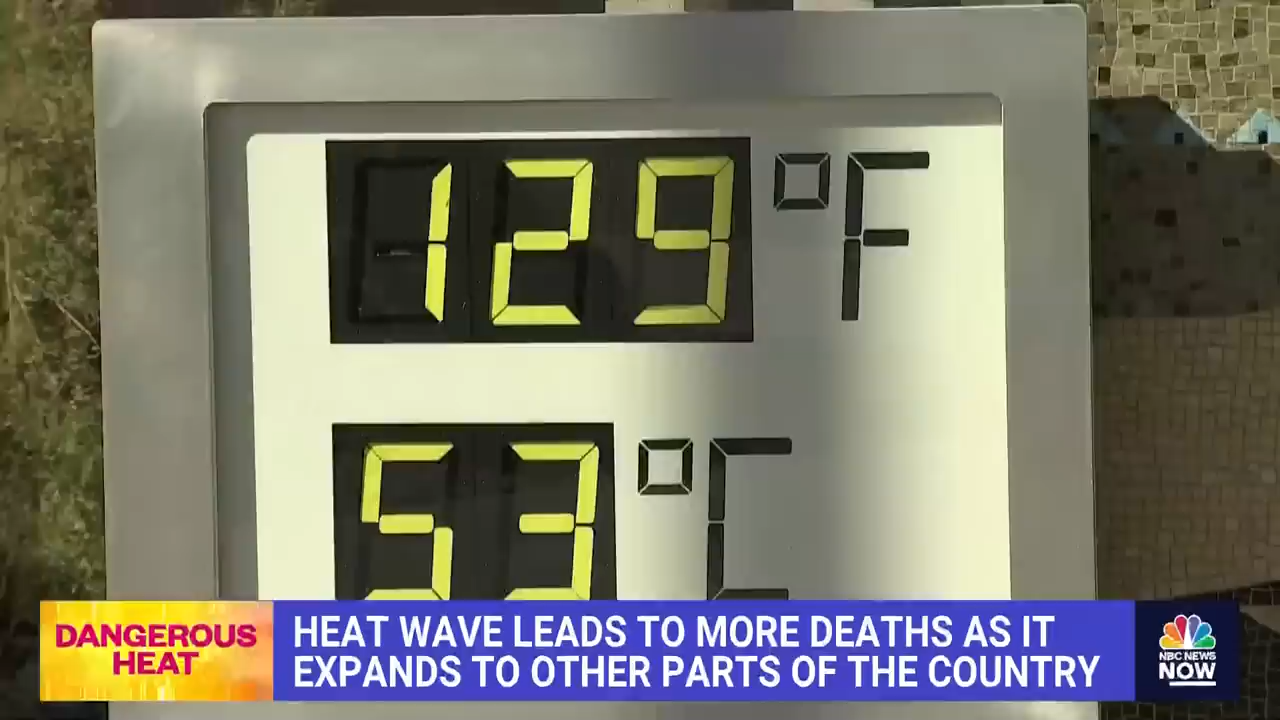 129 °F
53 °C
DANGEROUS
HEAT
HEAT WAVE LEADS TO MORE DEATHS AS IT
EXPANDS TO OTHER PARTS OF THE COUNTRY
NBC NEWS
NOW